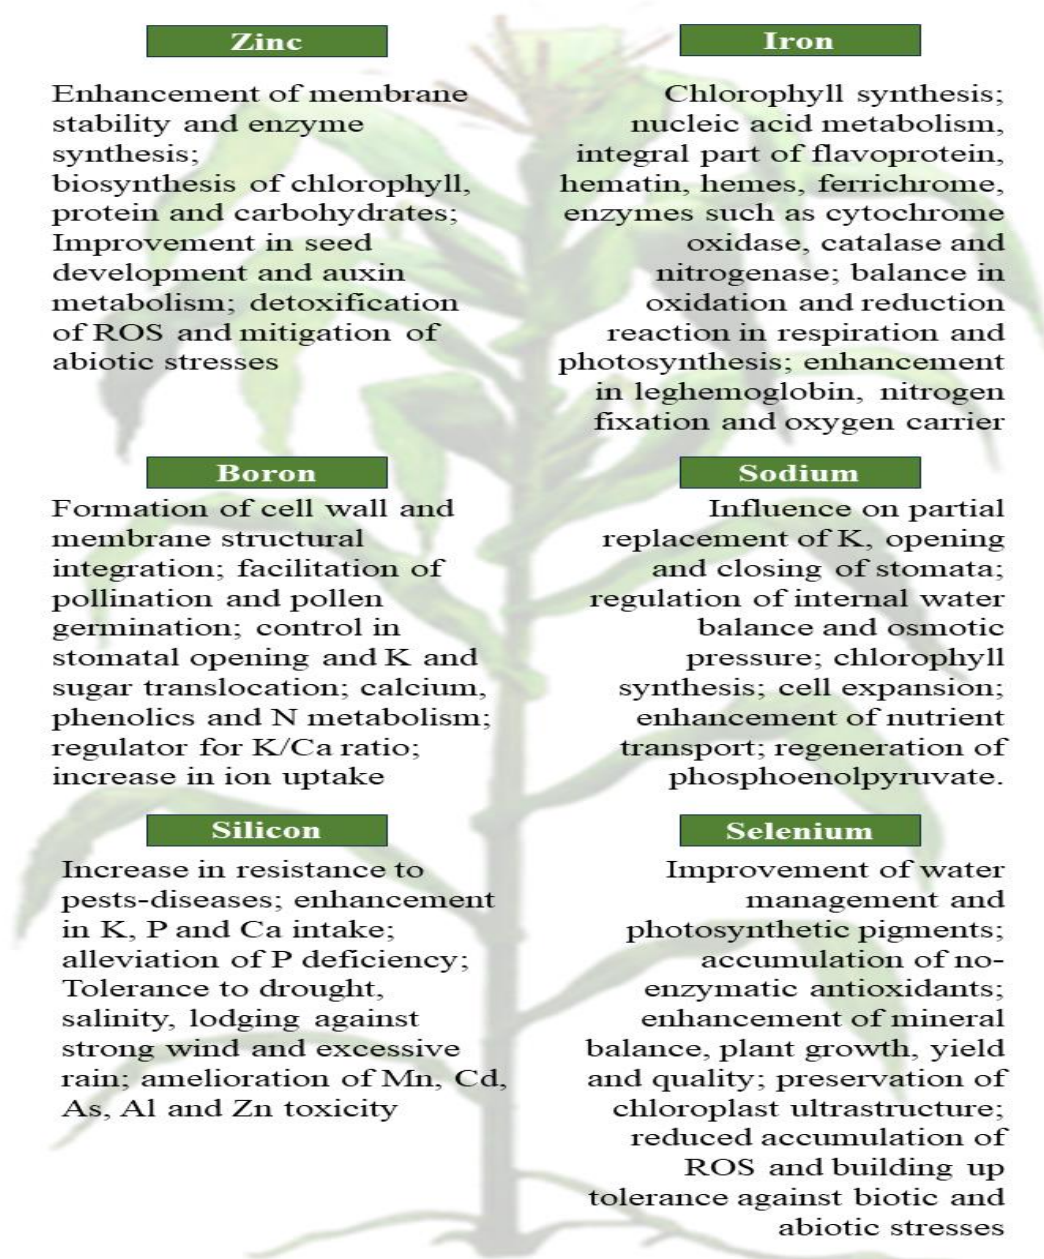 Zinc
Enhancement of membrane
stability and enzyme
synthesis;
biosynthesis of chlorophyll,
protein and carbohydrates;
Improvement in seed
development and auxin
metabolism; detoxification
of ROS and mitigation of
abiotic stresses
Iron
Chlorophyll synthesis;
nucleic acid metabolism,
integral part of flavoprotein,
hematin, hemes, ferrichrome,
enzymes such as cytochrome
oxidase, catalase and
nitrogenase; balance in
oxidation and reduction
reaction in respiration and
photosynthesis; enhancement
in leghemoglobin, nitrogen
fixation and oxygen carrier
Boron
Formation of cell wall and
membrane structural
integration; facilitation of
pollination and pollen
germination; control in
stomatal opening and K and
sugar translocation; calcium,
phenolics and N metabolism;
regulator for K/Ca ratio;
increase in ion uptake
Sodium
Influence on partial
replacement of K, opening
and closing of stomata;
regulation of internal water
balance and osmotic
pressure; chlorophyll
synthesis; cell expansion;
enhancement of nutrient
transport; regeneration of
phosphoenolpyruvate.
Silicon
Increase in resistance to
pests-diseases; enhancement
in K, P and Ca intake;
alleviation of P deficiency;
Tolerance to drought,
salinity, lodging against
strong wind and excessive
rain; amelioration of Mn, Cd,
As, Al and Zn toxicity
Selenium
Improvement of water
management and
photosynthetic pigments;
accumulation of no-
enzymatic antioxidants;
enhancement of mineral
balance, plant growth, yield
and quality; preservation of
chloroplast ultrastructure;
reduced accumulation of
ROS and building up
tolerance against biotic and
abiotic stresses